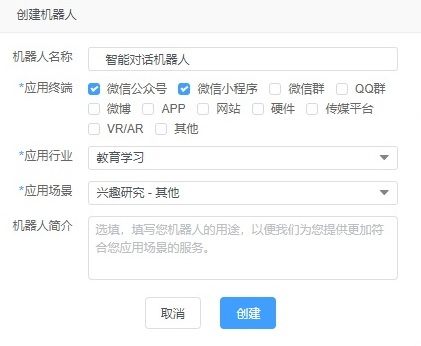 创建机器人
机器人名称 智能对话机器人
*应用终端 微信公众号 微信小程序 微信群 QQ群
微博 APP 网站 硬件 传媒平台
VR/AR 其他
*应用行业 教育学习
*应用场景 兴趣研究 - 其他
机器人简介 选填，填写您机器人的用途，以便我们为您提供更加符
合您应用场景的服务。
取消 创建